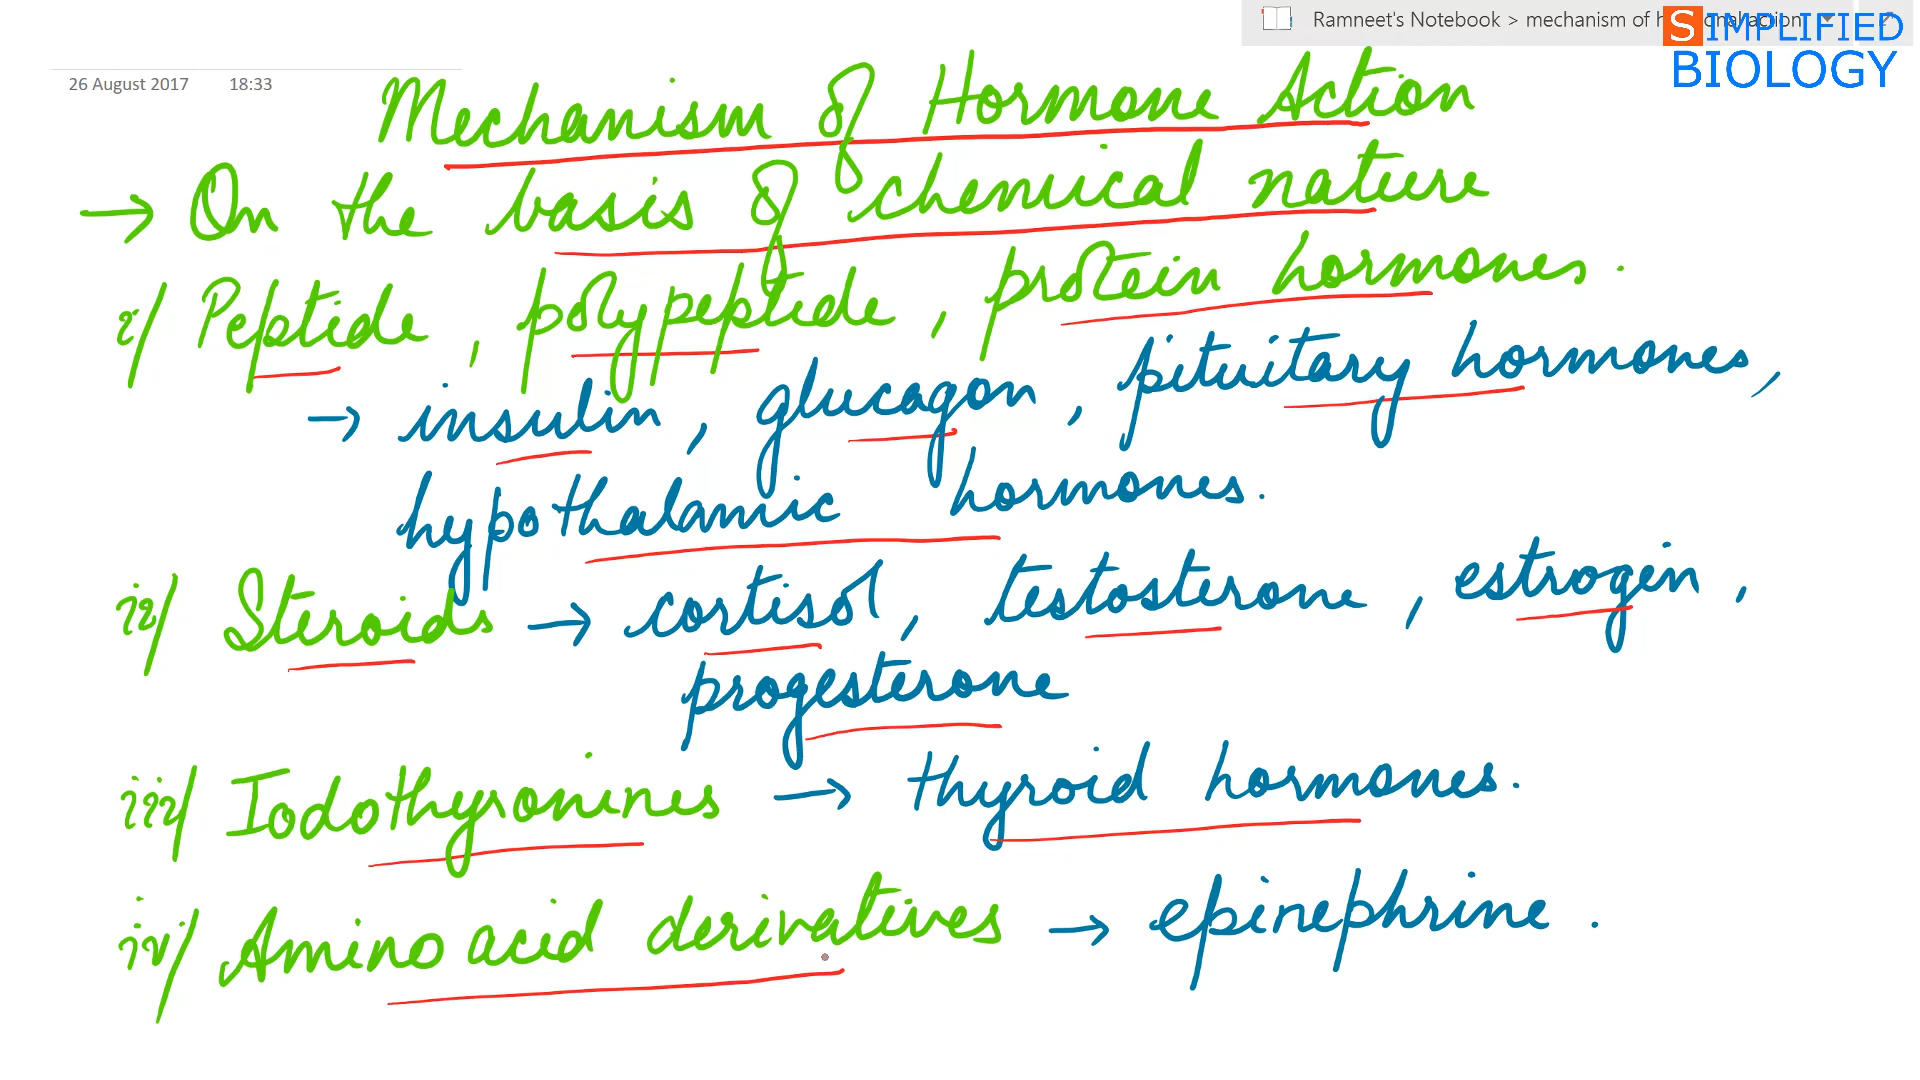 Ramneet's Notebook > mechanism of h onal action
SIMPLIFIED
BIOLOGY
26 August 2017 18:33
Mechanism of Hormone Action
→ On the basis of chemical nature
i/ Peptide, polypeptide, protein hormones.
→ insulin, glucagon, pituitary hormones,
hypothalamic hormones.
ii/ Steroids → cortisol, testosterone, estrogen,
progesterone
iii/ Iodothyronines → thyroid hormones.
iv/ Amino acid derivatives → epinephrine.